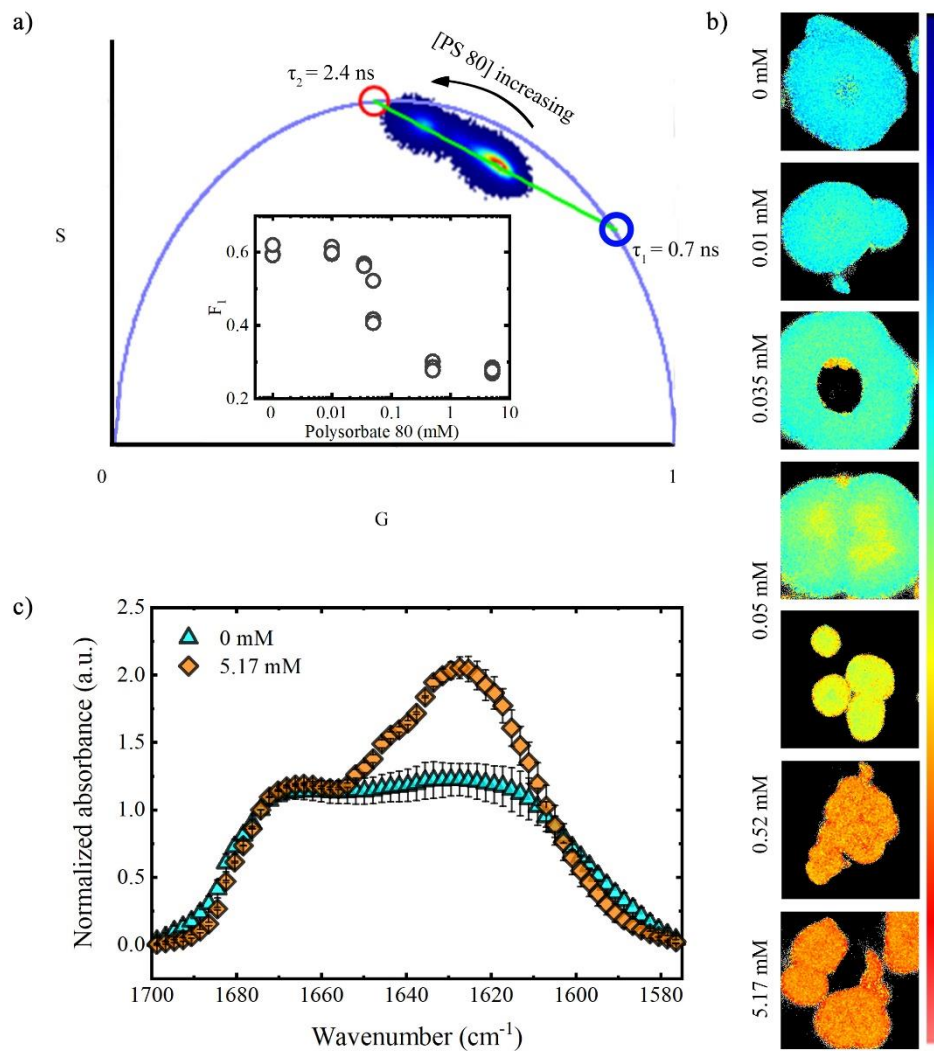 a)
[PS 80] increasing
τ₂ = 2.4 ns
τ₁ = 0.7 ns
S
0.6
0.4
0.2
F₁
0 0.01 0.1 1 10
Polysorbate 80 (mM)
0 1
G
b)
0 mM
0.01 mM
0.035 mM
0.05 mM
0.52 mM
5.17 mM
c)
2.5
2.0
1.5
1.0
0.5
0.0
Normalized absorbance (a.u.)
0 mM
5.17 mM
1700 1680 1660 1640 1620 1600 1580
Wavenumber (cm⁻¹)